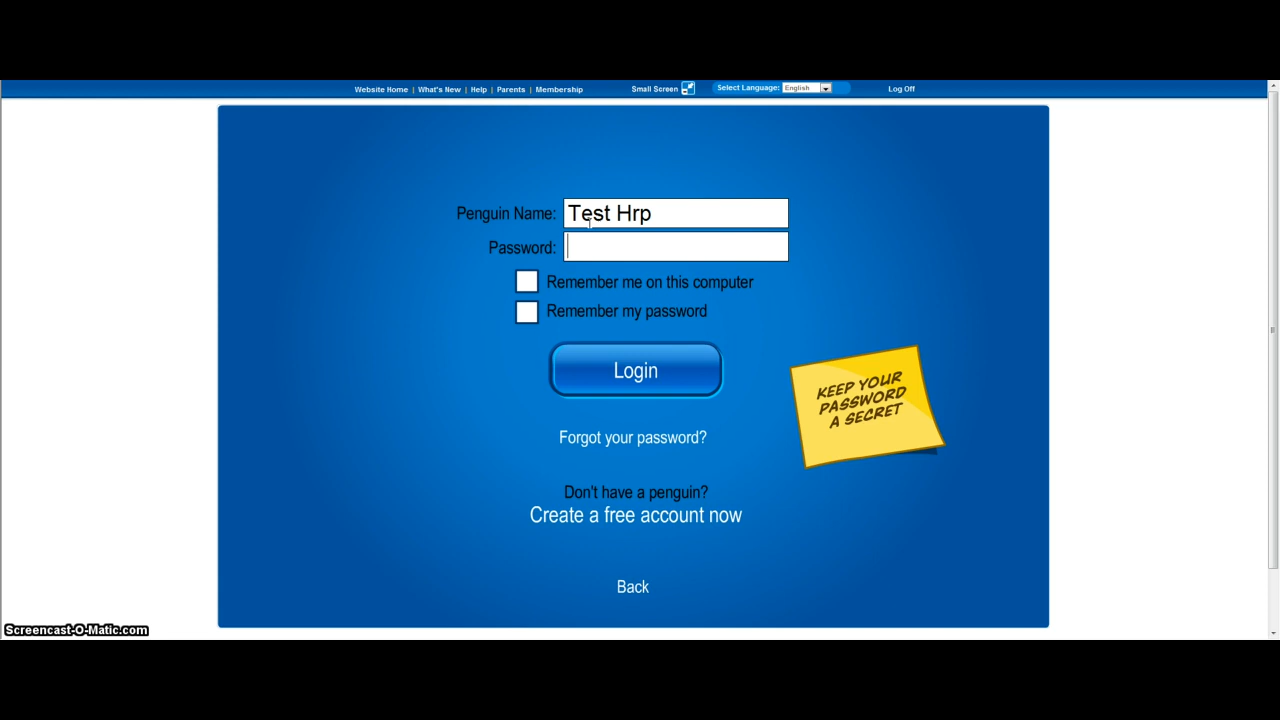 Website Home | What's New | Help | Parents | Membership Small Screen Select Language: English Log Off
Penguin Name: Test Hrp
Password:
Remember me on this computer
Remember my password
Login
KEEP YOUR
PASSWORD
A SECRET
Forgot your password?
Don't have a penguin?
Create a free account now
Back
Screencast-O-Matic.com